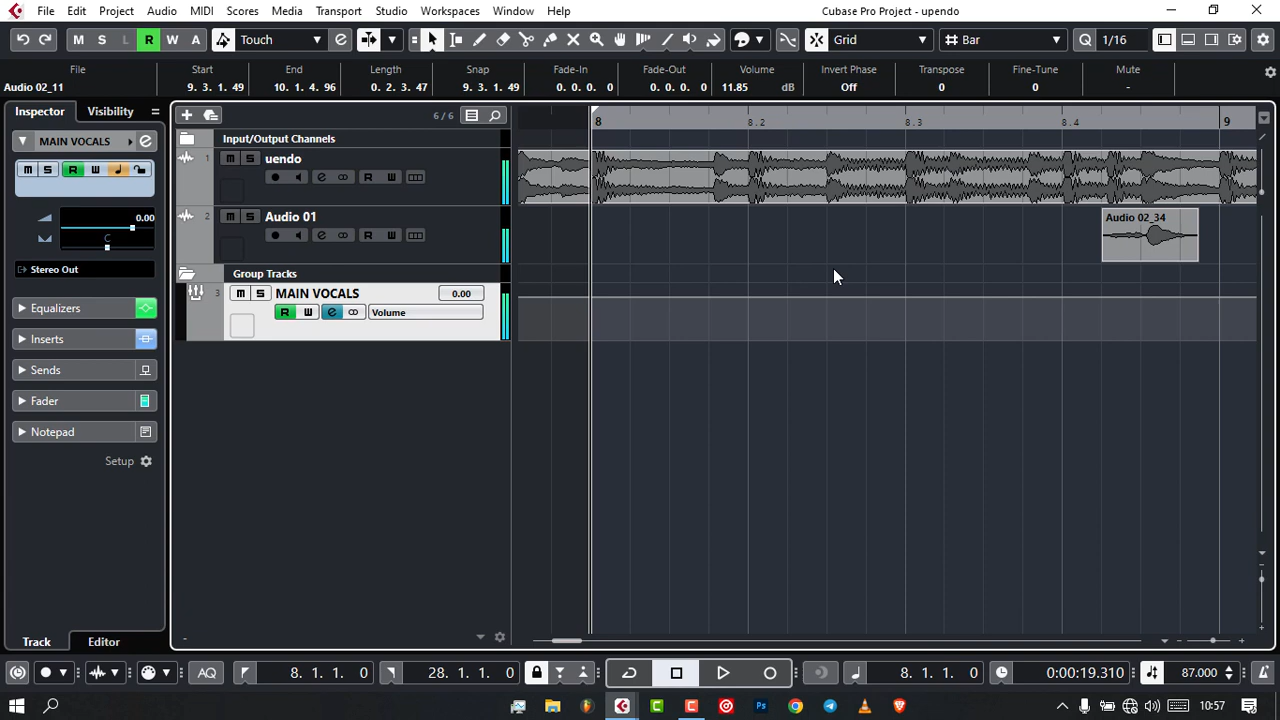 File Edit Project Audio MIDI Scores Media Transport Studio Workspaces Window Help Cubase Pro Project - upendo
M S L R W A Touch Grid Bar Q 1/16
File Start End Length Snap Fade-In Fade-Out Volume Invert Phase Transpose Fine-Tune Mute
Audio 02_11 9. 3. 1. 49 10. 1. 4. 96 0. 2. 3. 47 9. 3. 1. 49 0. 0. 0. 0 0. 0. 0. 0 11.85 dB Off 0 0 -
Inspector Visibility 6 / 6 8 8.2 8.3 8.4 9
MAIN VOCALS
Input/Output Channels
1 uendo
M S
M S R W
R W
2 Audio 01
M S
R W
Audio 02_34
0.00
C
Stereo Out
Group Tracks
3 M S MAIN VOCALS 0.00
R W Volume
Equalizers
Inserts
Sends
Fader
Notepad
Setup
Track Editor
AQ 8. 1. 1. 0 28. 1. 1. 0 8. 1. 1. 0 0:00:19.310 87.000
10:57